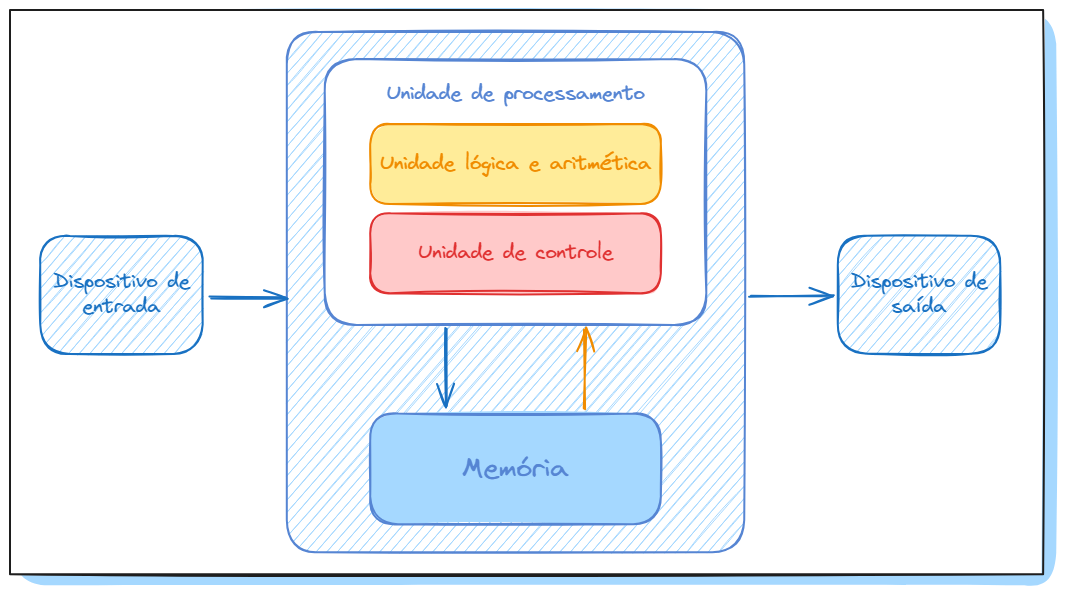 Unidade de processamento
Unidade lógica e aritmética
Unidade de controle
Dispositivo de
entrada
Dispositivo de
saída
Memória